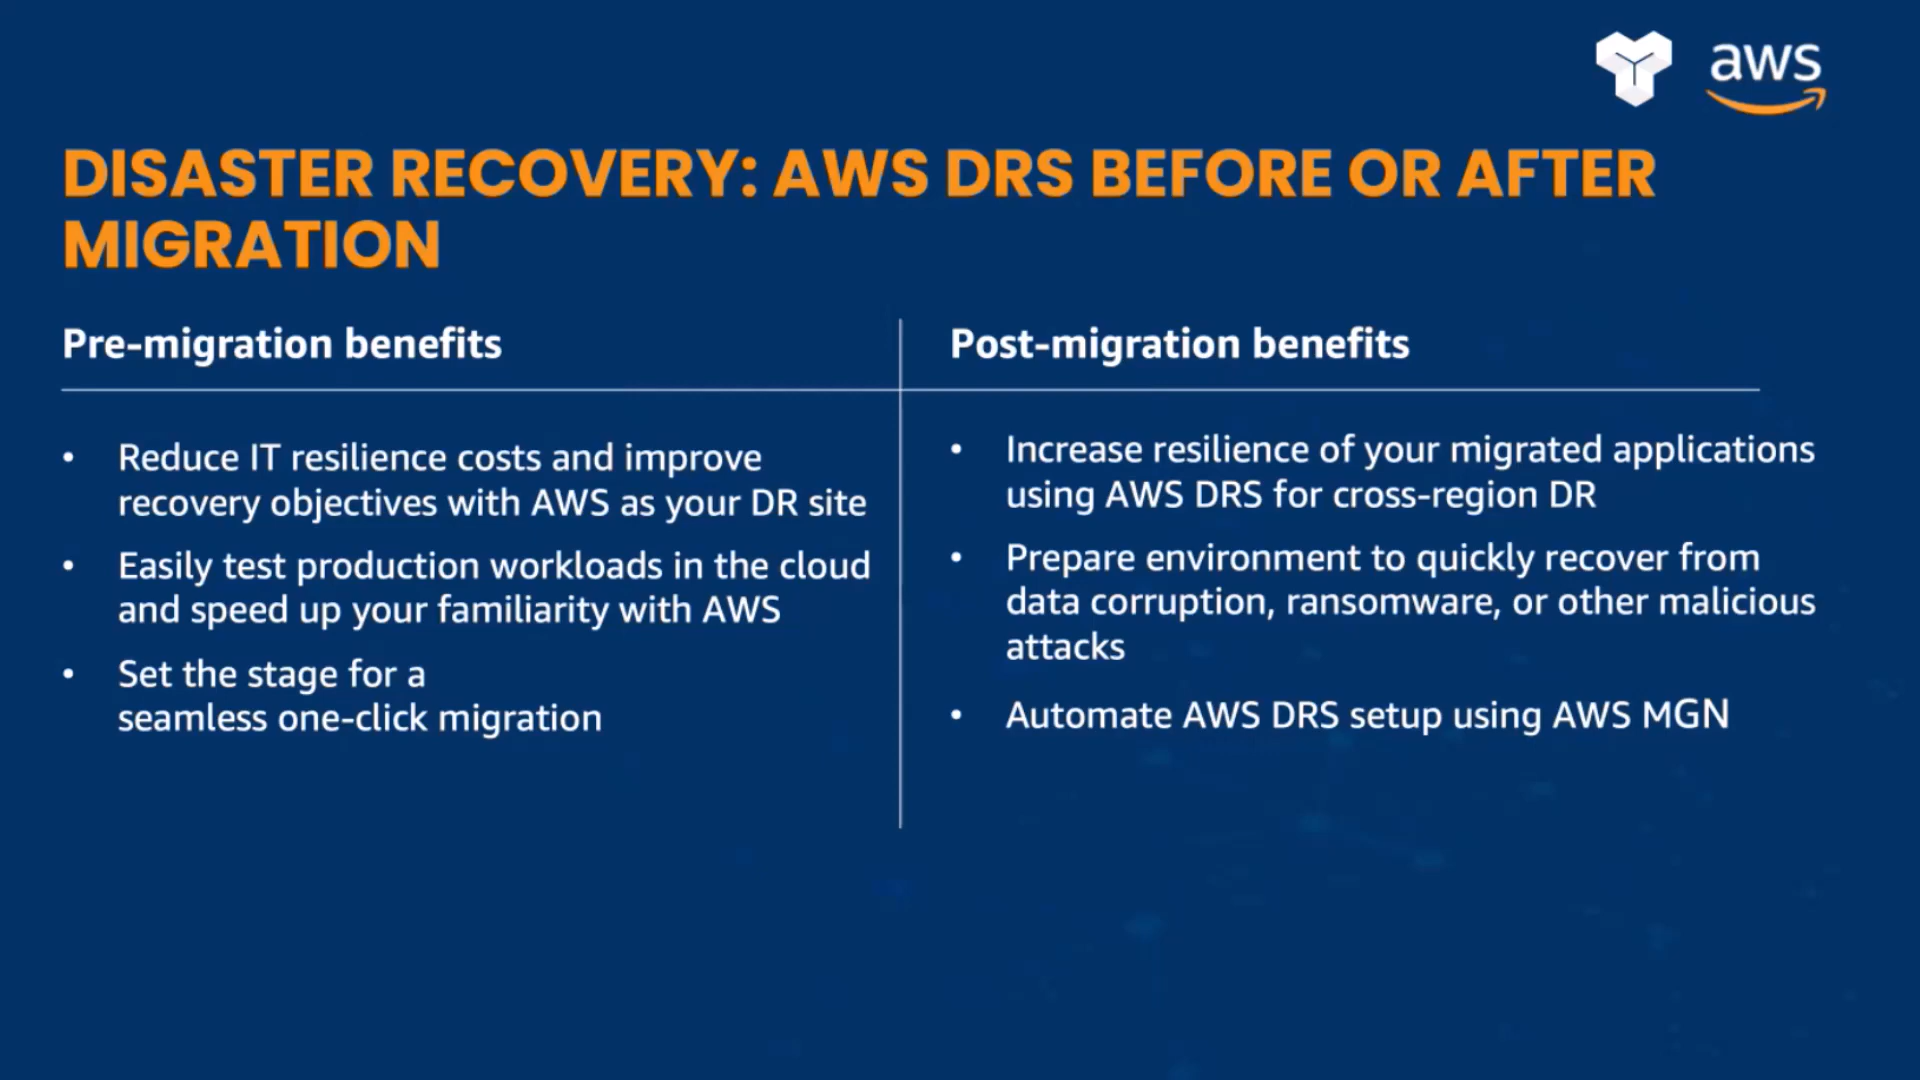 aws
DISASTER RECOVERY: AWS DRS BEFORE OR AFTER
MIGRATION
Pre-migration benefits
• Reduce IT resilience costs and improve
recovery objectives with AWS as your DR site
• Easily test production workloads in the cloud
and speed up your familiarity with AWS
• Set the stage for a
seamless one-click migration
Post-migration benefits
• Increase resilience of your migrated applications
using AWS DRS for cross-region DR
• Prepare environment to quickly recover from
data corruption, ransomware, or other malicious
attacks
• Automate AWS DRS setup using AWS MGN